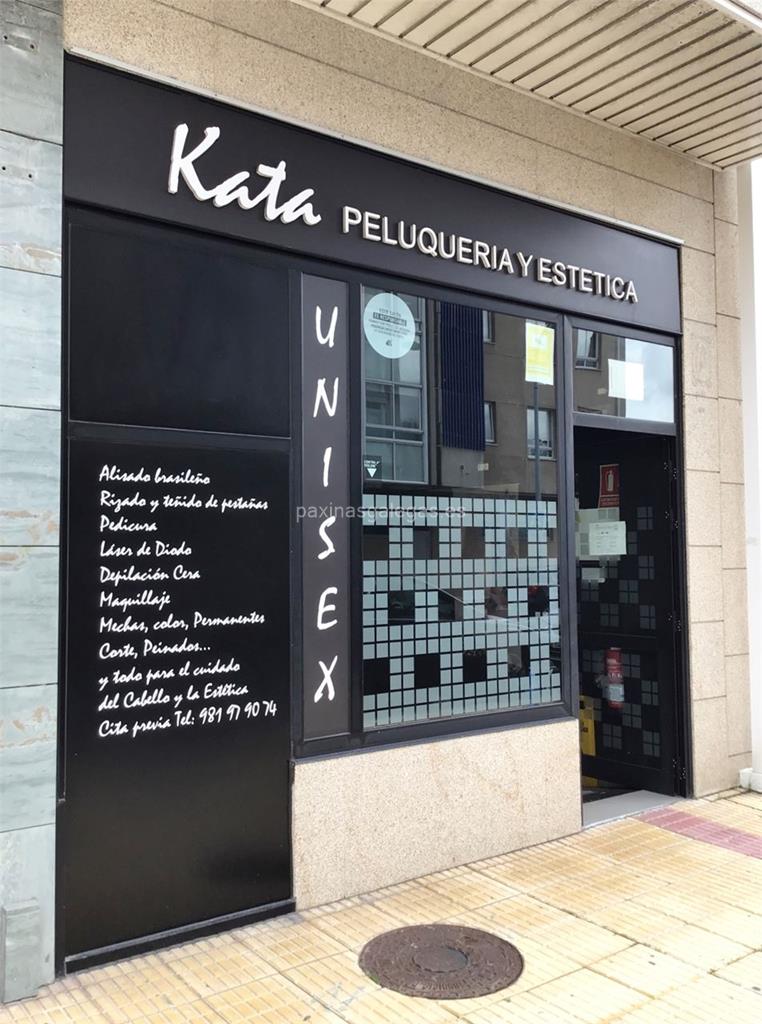 Kata PELUQUERIA Y ESTETICA
UNISEX
ES RESPONSABLE
Alisado brasileño
Rizado y teñido de pestañas
Pedicura
Láser de Diodo
Depilación Cera
Maquillaje
Mechas, color, Permanentes
Corte, Peinados...
y todo para el cuidado
del Cabello y la Estética
Cita previa Tel: 981 97 90 74
paxinasgalegas.es